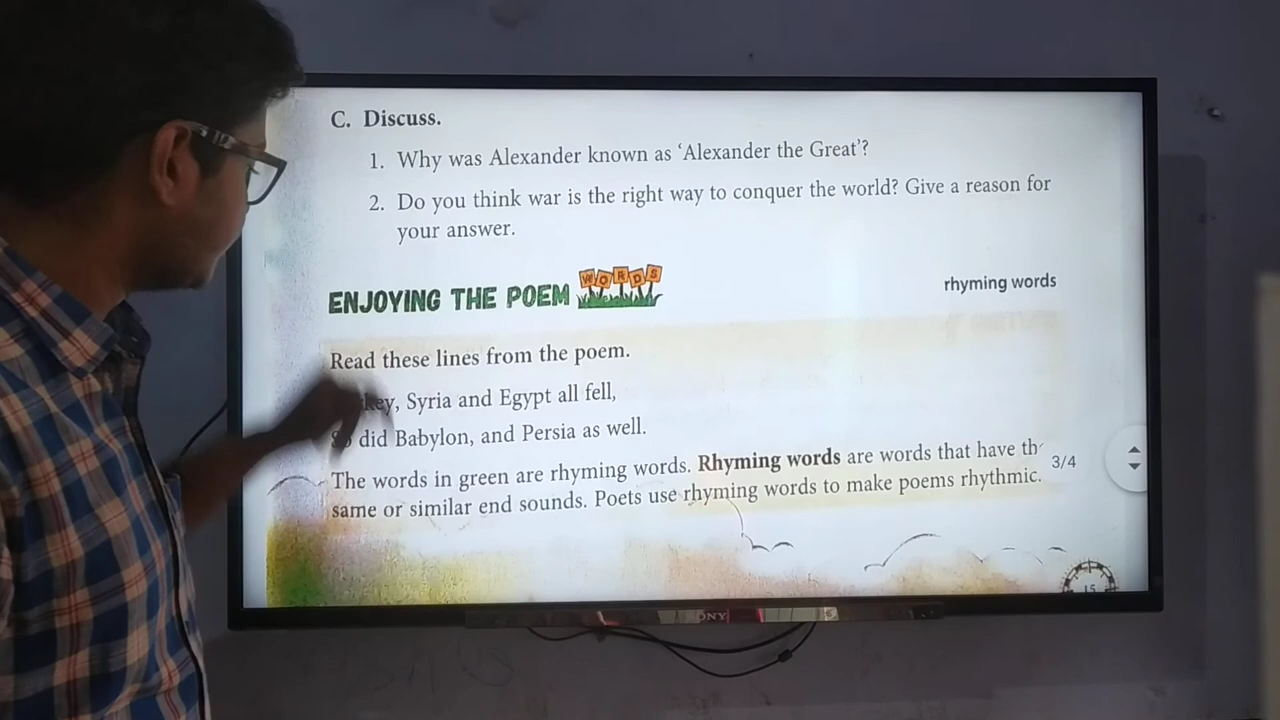 C. Discuss.
1. Why was Alexander known as ‘Alexander the Great’?
2. Do you think war is the right way to conquer the world? Give a reason for
your answer.
ENJOYING THE POEM WORDS
rhyming words
Read these lines from the poem.
Syria and Egypt all fell,
So did Babylon, and Persia as well.
The words in green are rhyming words. Rhyming words are words that have
3/4
same or similar end sounds. Poets use rhyming words to make poems rhythmic.
15
SONY